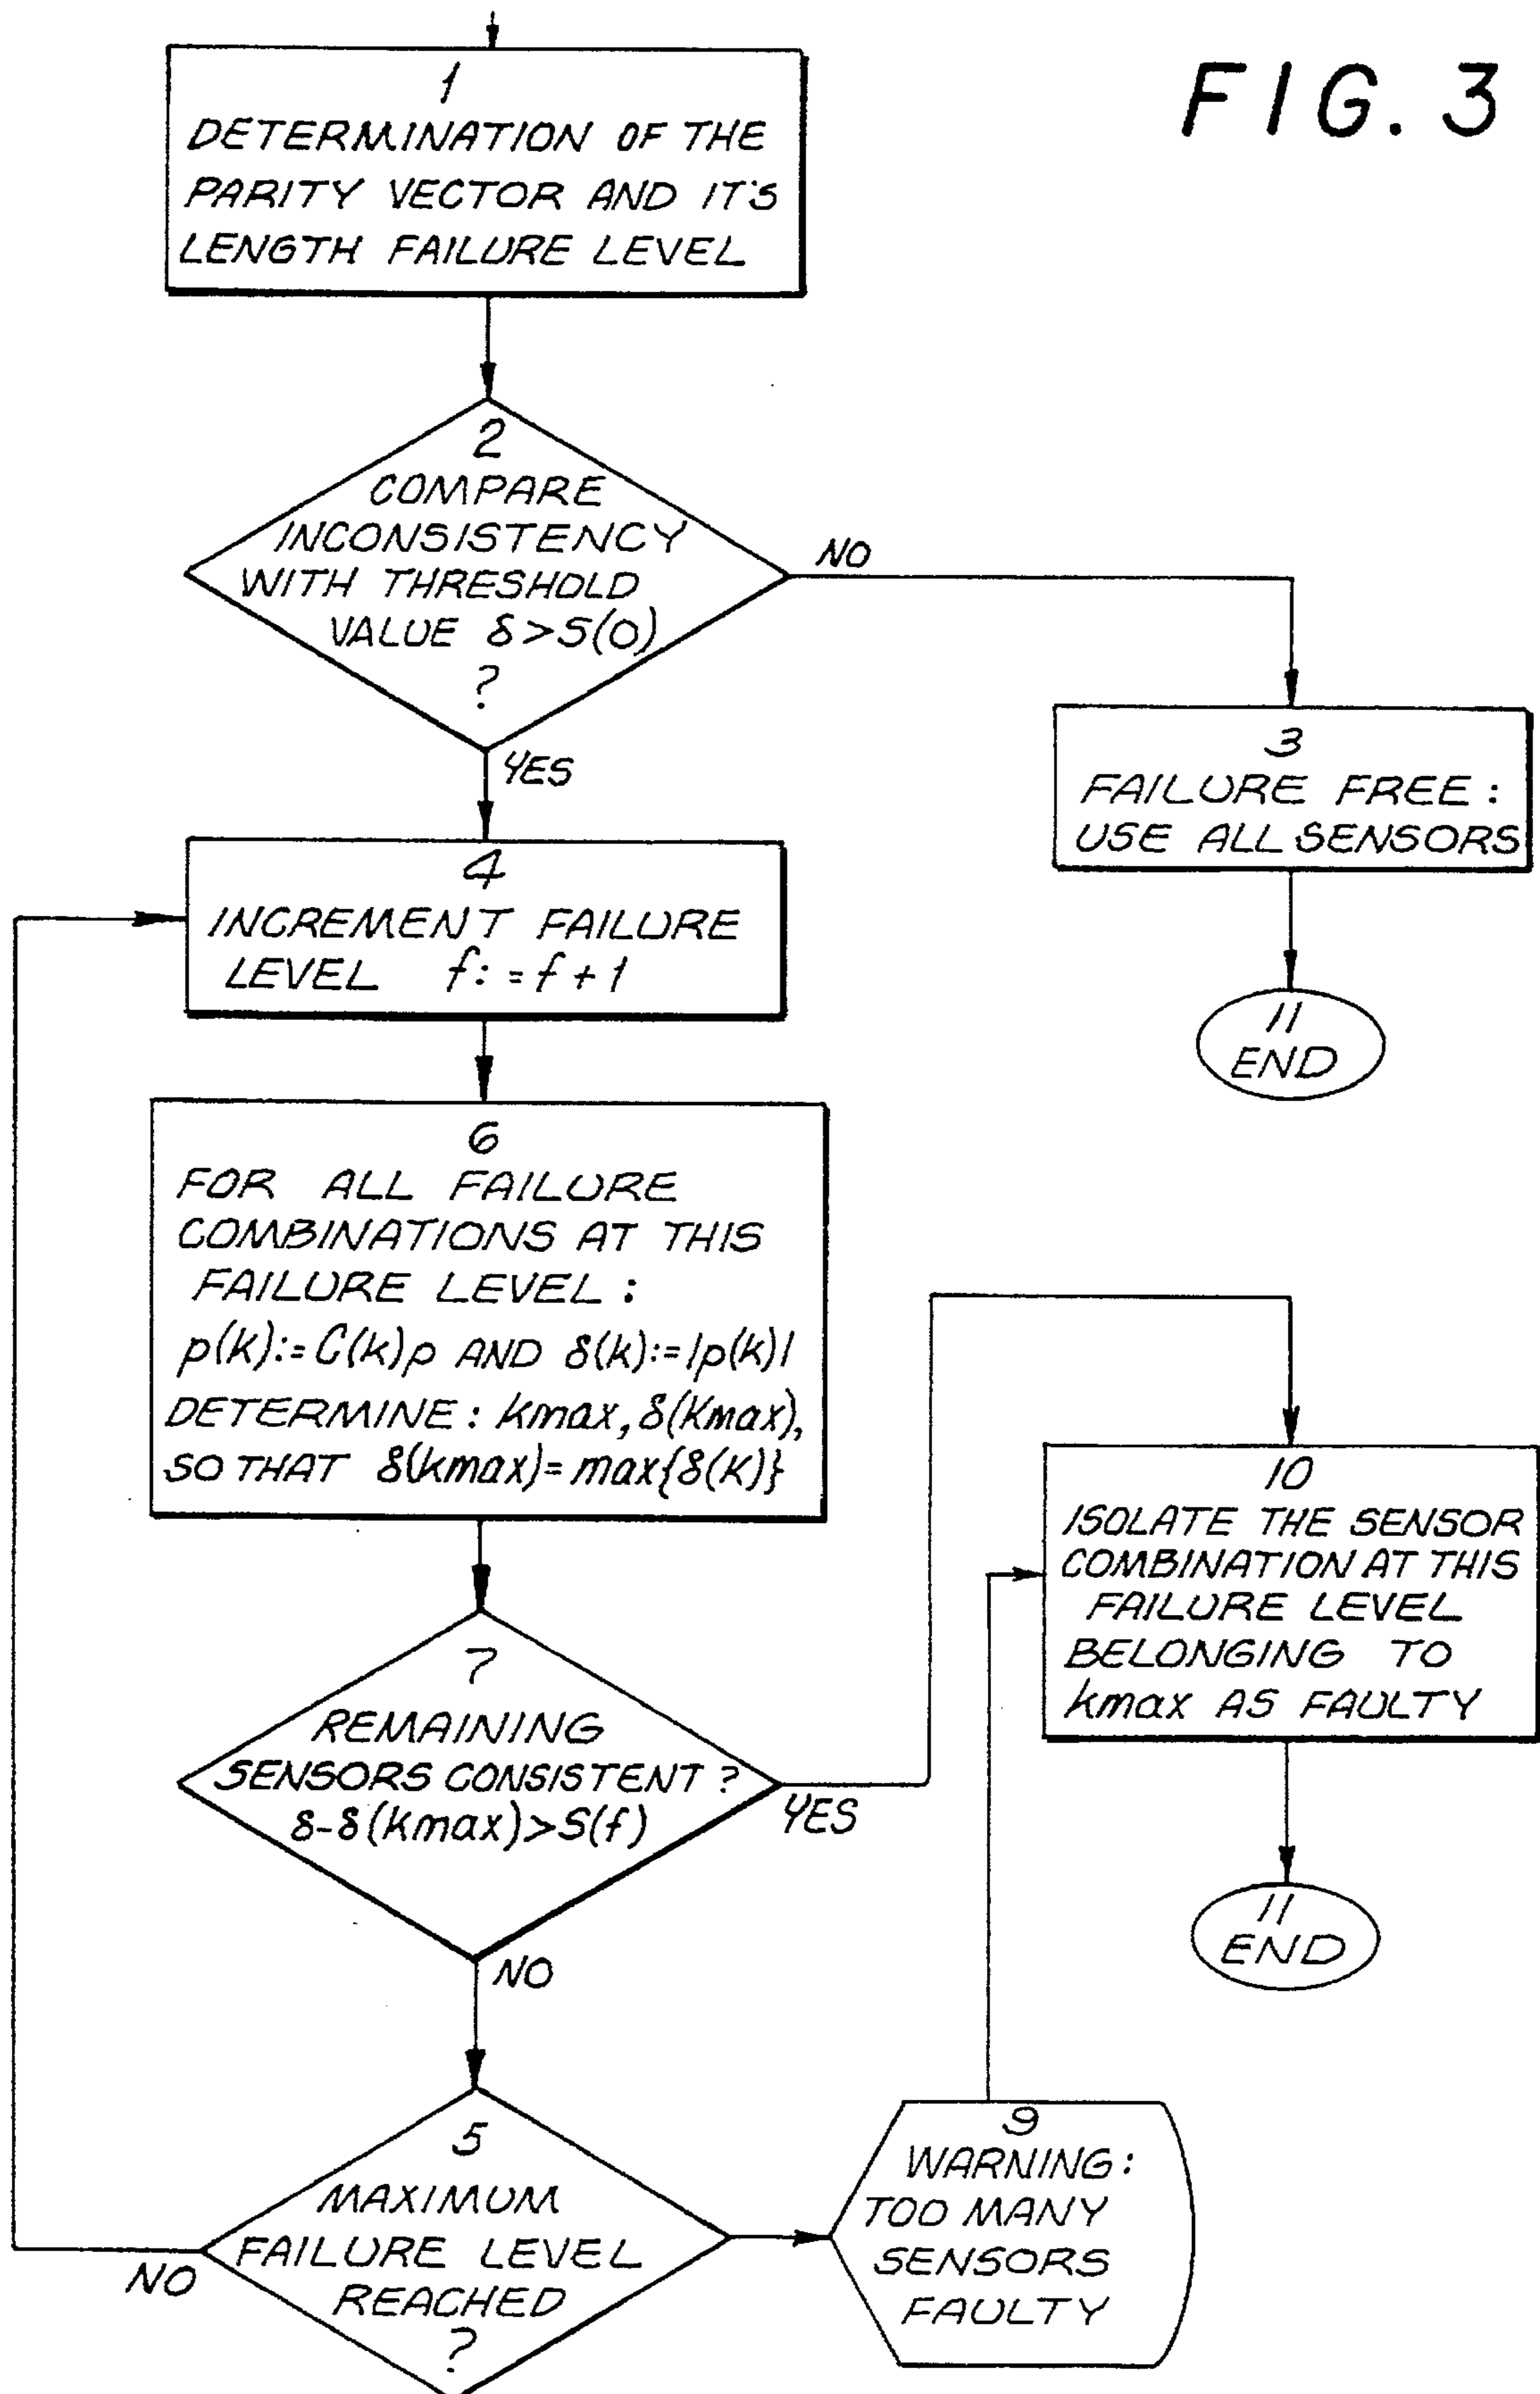 FIG. 3
1
DETERMINATION OF THE
PARITY VECTOR AND IT'S
LENGTH FAILURE LEVEL
2
COMPARE
INCONSISTENCY
WITH THRESHOLD
VALUE δ>S(0)
?
NO
YES
3
FAILURE FREE:
USE ALL SENSORS
11
END
4
INCREMENT FAILURE
LEVEL f:=f+1
6
FOR ALL FAILURE
COMBINATIONS AT THIS
FAILURE LEVEL:
p(k):=C(k)p AND δ(k):=|p(k)|
DETERMINE: kmax, δ(Kmax),
SO THAT δ(kmax)=max{δ(K)}
7
REMAINING
SENSORS CONSISTENT?
δ-δ(kmax)>S(f)
YES
NO
10
ISOLATE THE SENSOR
COMBINATION AT THIS
FAILURE LEVEL
BELONGING TO
kmax AS FAULTY
11
END
5
MAXIMUM
FAILURE LEVEL
REACHED
?
NO
9
WARNING:
TOO MANY
SENSORS
FAULTY